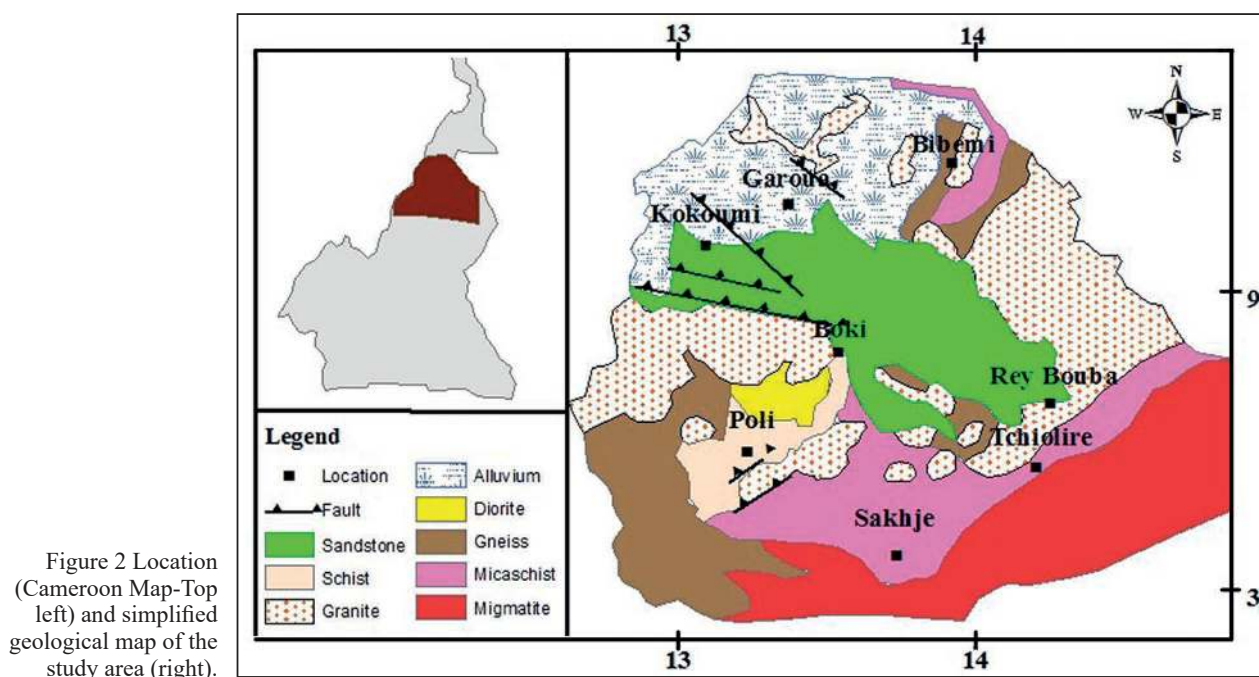 13
14
N
W
E
S
Bibemi
Garoua
Kokoumi
9
Boki
Rey Bouba
Tchiolire
Poli
Sakhje
3
13
14
Legend
Location
Fault
Sandstone
Schist
Granite
Alluvium
Diorite
Gneiss
Micaschist
Migmatite
Figure 2 Location
(Cameroon Map-Top
left) and simplified
geological map of the
study area (right).